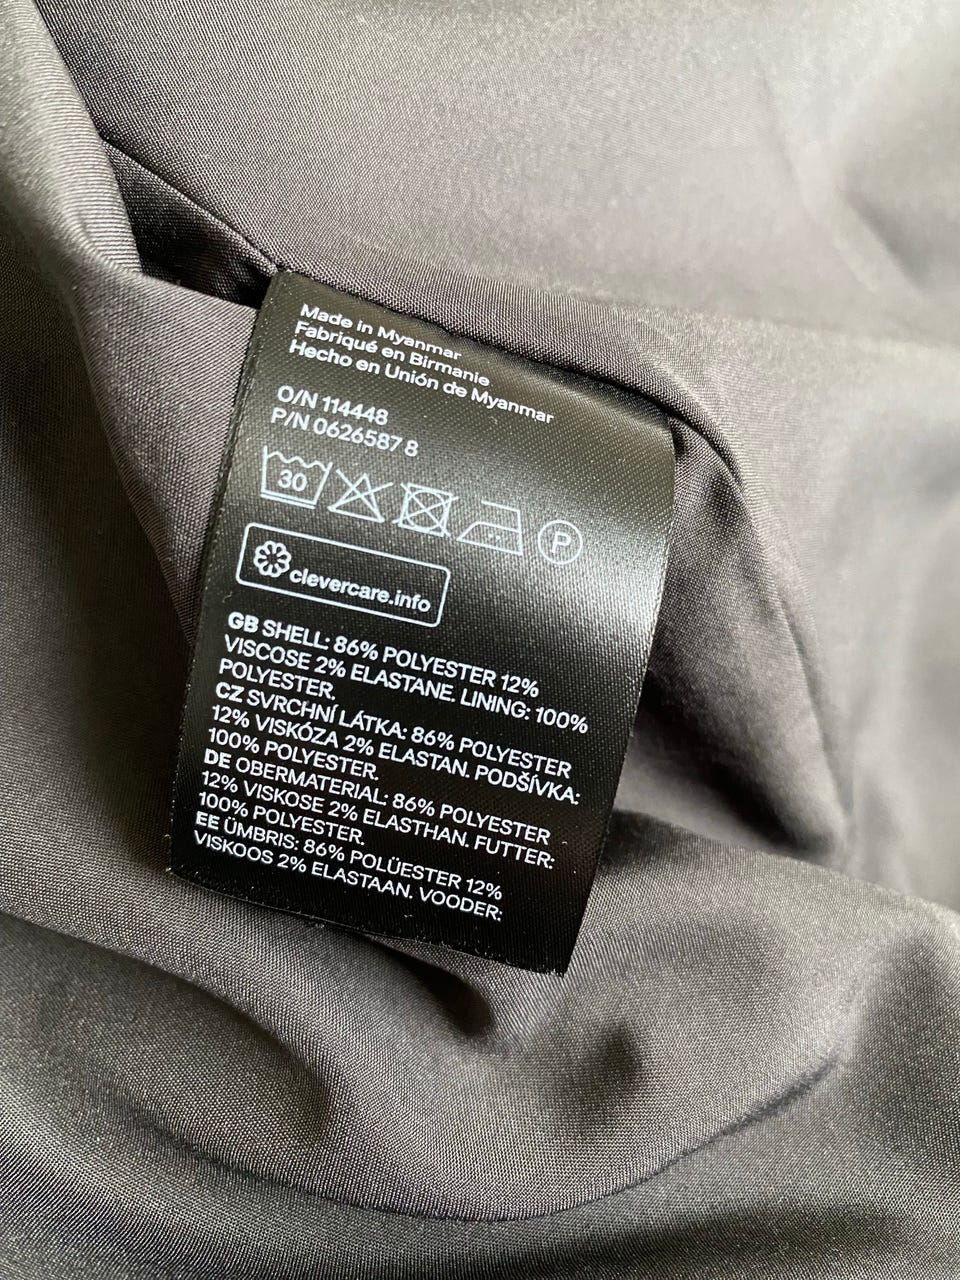 Made in Myanmar
Fabriqué en Birmanie
Hecho en Unión de Myanmar
O/N 114448
P/N 0626587 8
30
P
clevercare.info
GB SHELL: 86% POLYESTER 12%
VISCOSE 2% ELASTANE. LINING: 100%
POLYESTER.
CZ SVRCHNÍ LÁTKA: 86% POLYESTER
12% VISKÓZA 2% ELASTAN. PODŠÍVKA:
100% POLYESTER.
DE OBERMATERIAL: 86% POLYESTER
12% VISKOSE 2% ELASTHAN. FUTTER:
100% POLYESTER.
EE ÜMBRIS: 86% POLÜESTER 12%
VISKOOS 2% ELASTAAN. VOODER: